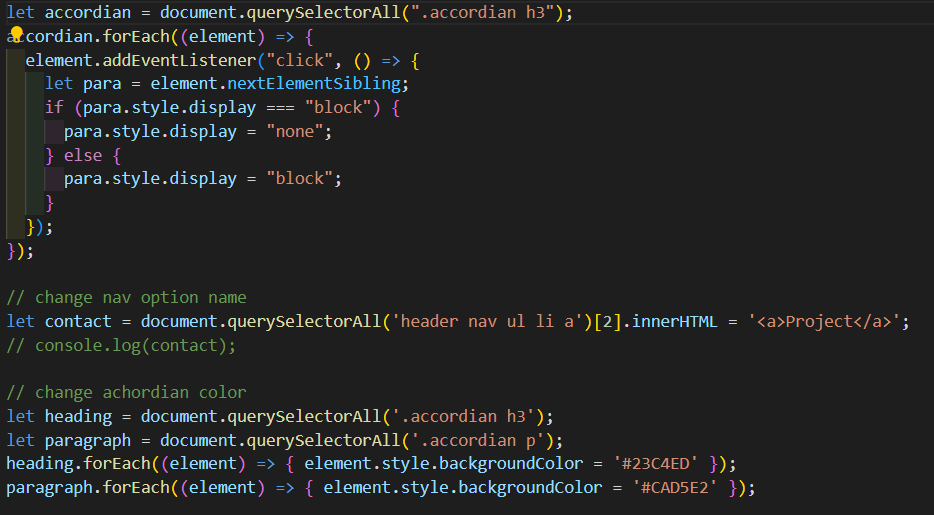 let accordian = document.querySelectorAll(".accordian h3");
accordian.forEach((element) => {
  element.addEventListener("click", () => {
    let para = element.nextElementSibling;
    if (para.style.display === "block") {
      para.style.display = "none";
    } else {
      para.style.display = "block";
    }
  });
});

// change nav option name
let contact = document.querySelectorAll('header nav ul li a')[2].innerHTML = '<a>Project</a>';
// console.log(contact);

// change achordian color
let heading = document.querySelectorAll('.accordian h3');
let paragraph = document.querySelectorAll('.accordian p');
heading.forEach((element) => { element.style.backgroundColor = '#23C4ED' });
paragraph.forEach((element) => { element.style.backgroundColor = '#CAD5E2' });